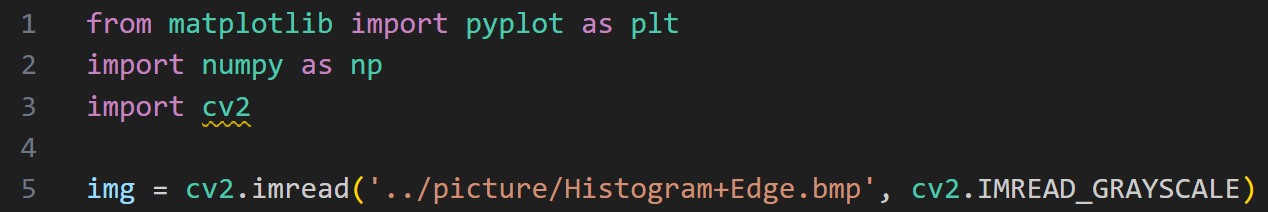 1 from matplotlib import pyplot as plt
2 import numpy as np
3 import cv2
4
5 img = cv2.imread('../picture/Histogram+Edge.bmp', cv2.IMREAD_GRAYSCALE)